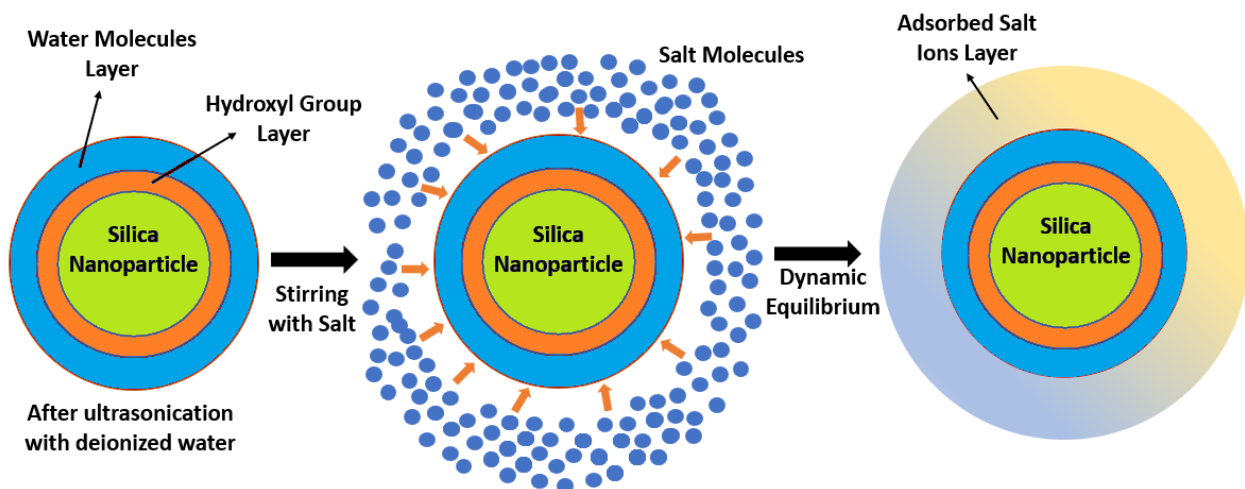 Water Molecules
Layer
Hydroxyl Group
Layer
Silica
Nanoparticle
After ultrasonication
with deionized water
Stirring
with Salt
Salt Molecules
Silica
Nanoparticle
Dynamic
Equilibrium
Adsorbed Salt
Ions Layer
Silica
Nanoparticle